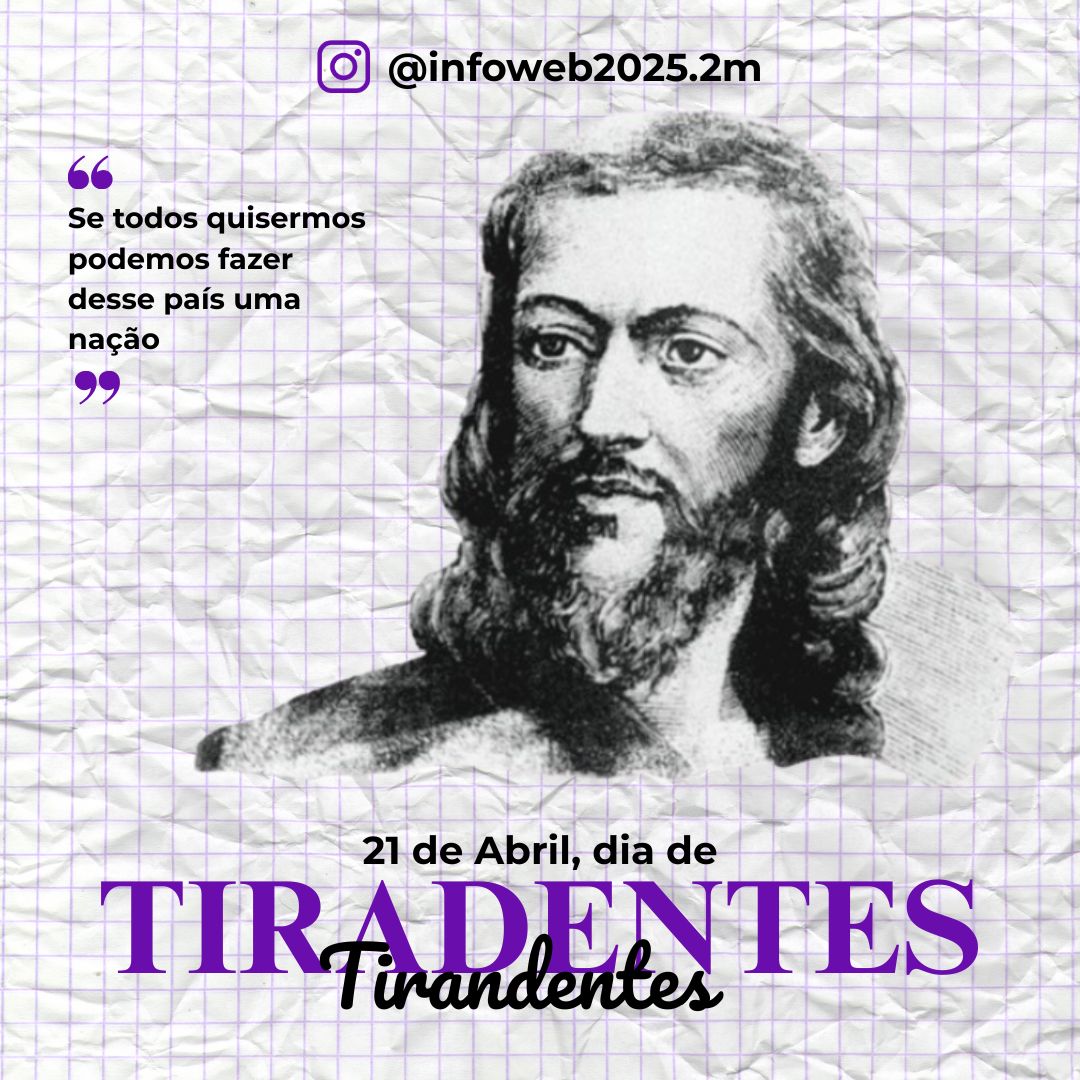 @infoweb2025.2m
“
Se todos quisermos
podemos fazer
desse país uma
nação
”
21 de Abril, dia de
TIRADENTES
Tirandentes